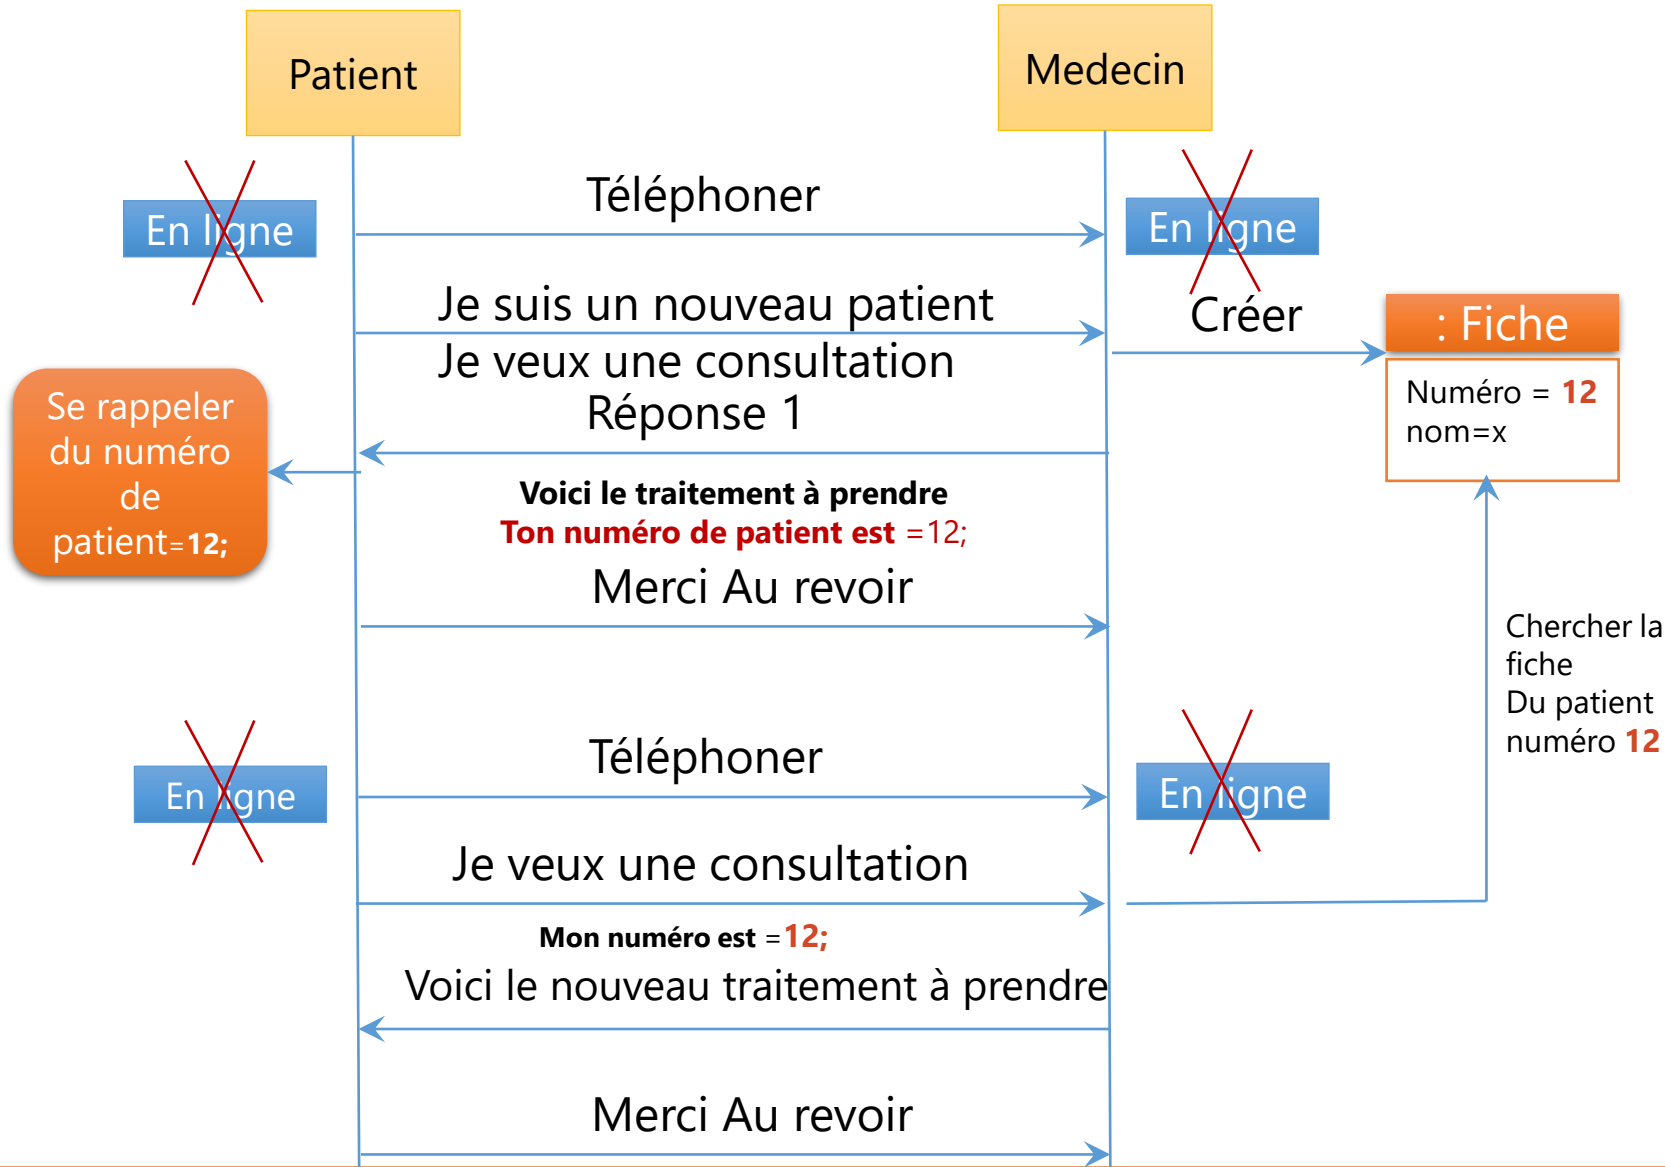 Patient
Medecin
Téléphoner
En ligne
En ligne
Je suis un nouveau patient
Créer
: Fiche
Je veux une consultation
Numéro = 12
nom=x
Réponse 1
Se rappeler
du numéro
de
patient=12;
Voici le traitement à prendre
Ton numéro de patient est =12;
Merci Au revoir
Chercher la
fiche
Du patient
numéro 12
Téléphoner
En ligne
En ligne
Je veux une consultation
Mon numéro est =12;
Voici le nouveau traitement à prendre
Merci Au revoir